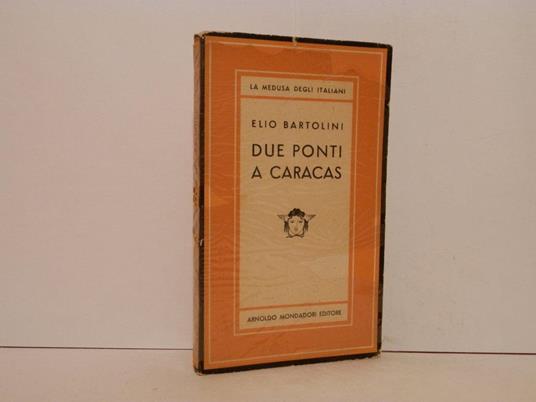 LA MEDUSA DEGLI ITALIANI
ELIO BARTOLINI
DUE PONTI
A CARACAS
ARNOLDO MONDADORI EDITORE